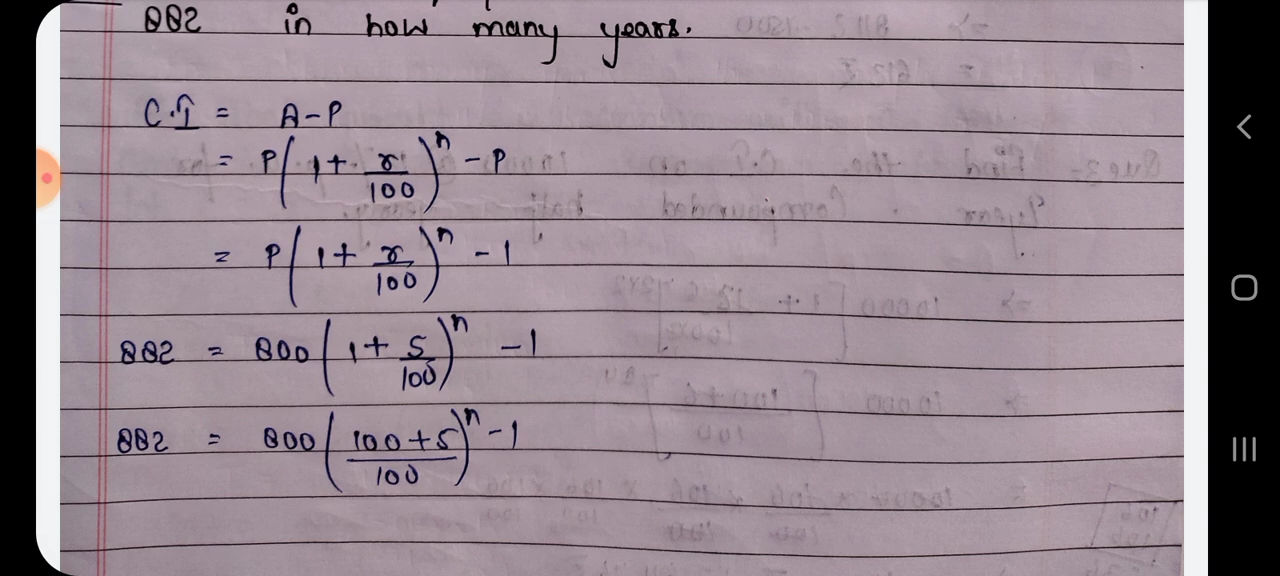 882 in how many years.
C.I = A-P
= P(1+ r/100)^n - P
= P(1+ r/100)^n - 1
882 = 800(1+ 5/100)^n - 1
882 = 800(100+5/100)^n - 1